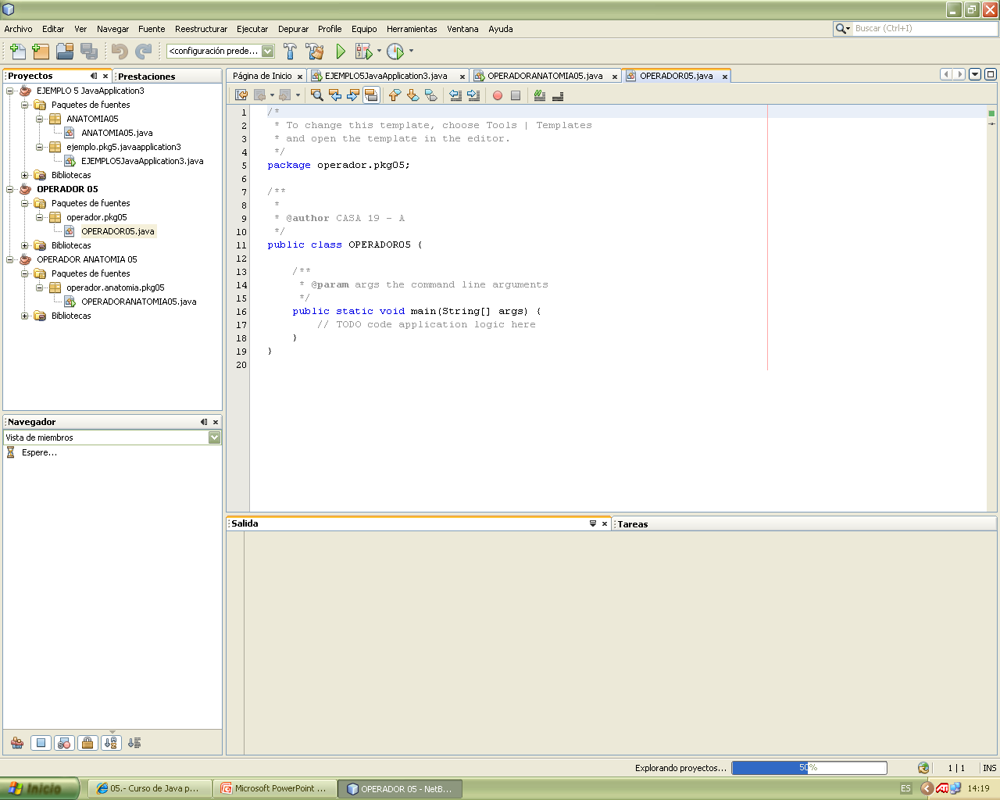 Archivo Editar Ver Navegar Fuente Reestructurar Ejecutar Depurar Profile Equipo Herramientas Ventana Ayuda
Buscar (Ctrl+I)
<configuración prede...
Proyectos
Prestaciones
EJEMPLO 5 JavaApplication3
Paquetes de fuentes
ANATOMIA05
ANATOMIA05.java
ejemplo.pkg5.javaapplication3
EJEMPLO5JavaApplication3.java
Bibliotecas
OPERADOR 05
Paquetes de fuentes
operador.pkg05
OPERADOR05.java
Bibliotecas
OPERADOR ANATOMIA 05
Paquetes de fuentes
operador.anatomia.pkg05
OPERADORANATOMIA05.java
Bibliotecas
Navegador
Vista de miembros
Espere...
Página de Inicio
EJEMPLO5JavaApplication3.java
OPERADORANATOMIA05.java
OPERADOR05.java
1 /*
2 * To change this template, choose Tools | Templates
3 * and open the template in the editor.
4 */
5 package operador.pkg05;
6
7 /**
8 *
9 * @author CASA 19 - A
10 */
11 public class OPERADOR05 {
12
13 /**
14 * @param args the command line arguments
15 */
16 public static void main(String[] args) {
17 // TODO code application logic here
18 }
19 }
20
Salida
Tareas
Explorando proyectos...
50%
1 | 1
INS
Inicio
05.- Curso de Java p...
Microsoft PowerPoint ...
OPERADOR 05 - NetB...
ES
14:19